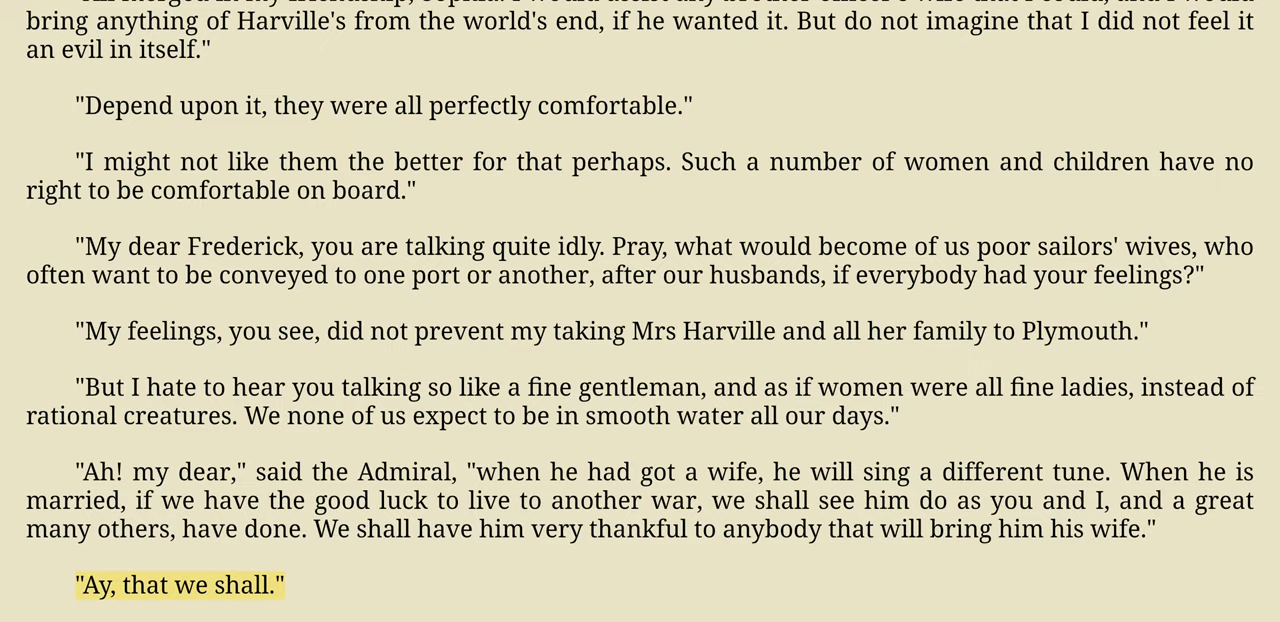 bring anything of Harville's from the world's end, if he wanted it. But do not imagine that I did not feel it
an evil in itself."
"Depend upon it, they were all perfectly comfortable."
"I might not like them the better for that perhaps. Such a number of women and children have no
right to be comfortable on board."
"My dear Frederick, you are talking quite idly. Pray, what would become of us poor sailors' wives, who
often want to be conveyed to one port or another, after our husbands, if everybody had your feelings?"
"My feelings, you see, did not prevent my taking Mrs Harville and all her family to Plymouth."
"But I hate to hear you talking so like a fine gentleman, and as if women were all fine ladies, instead of
rational creatures. We none of us expect to be in smooth water all our days."
"Ah! my dear," said the Admiral, "when he had got a wife, he will sing a different tune. When he is
married, if we have the good luck to live to another war, we shall see him do as you and I, and a great
many others, have done. We shall have him very thankful to anybody that will bring him his wife."
"Ay, that we shall."